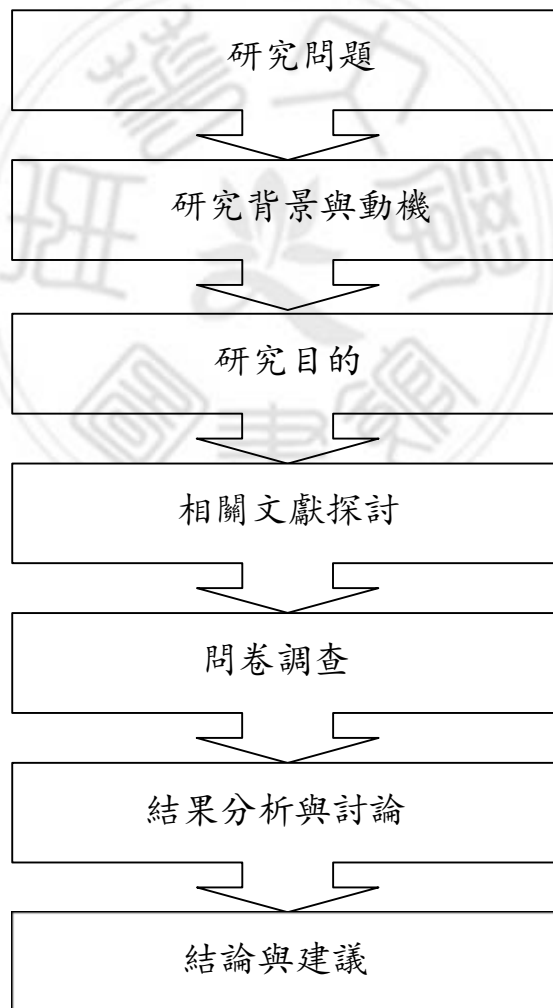 研究問題
研究背景與動機
研究目的
相關文獻探討
問卷調查
結果分析與討論
結論與建議